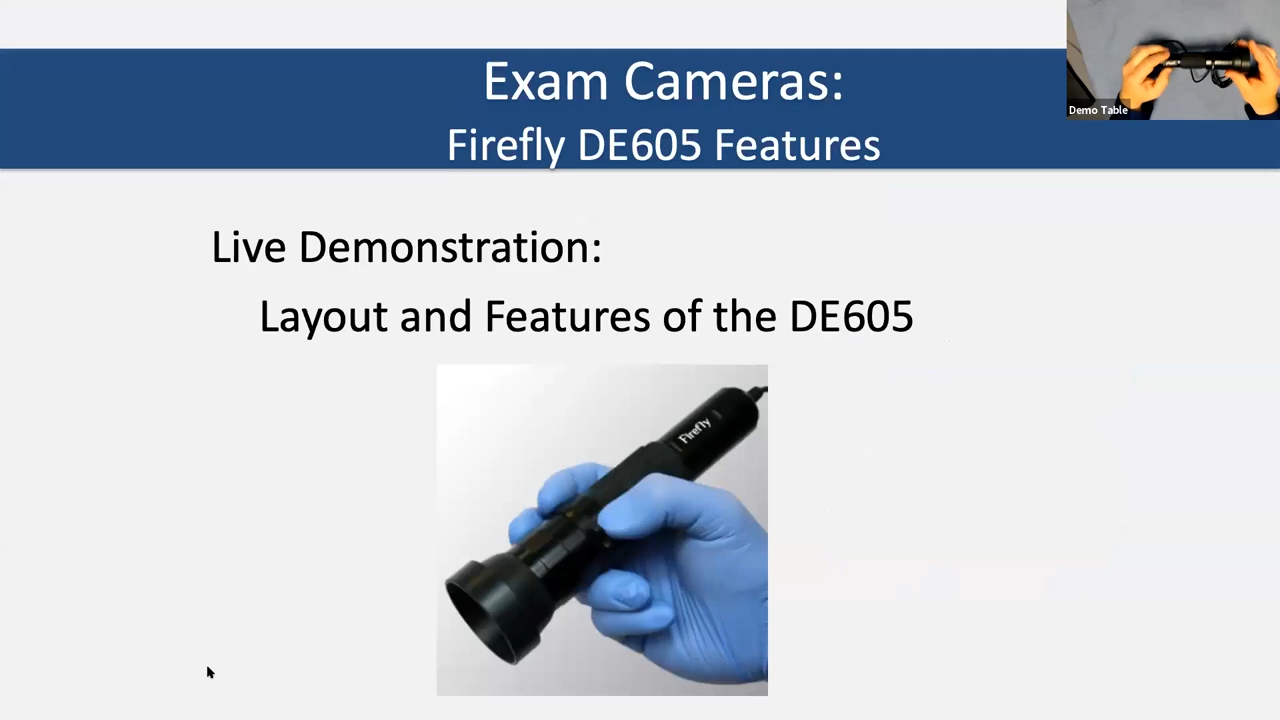 Exam Cameras:
Firefly DE605 Features
Demo Table
Live Demonstration:
Layout and Features of the DE605
Firefly